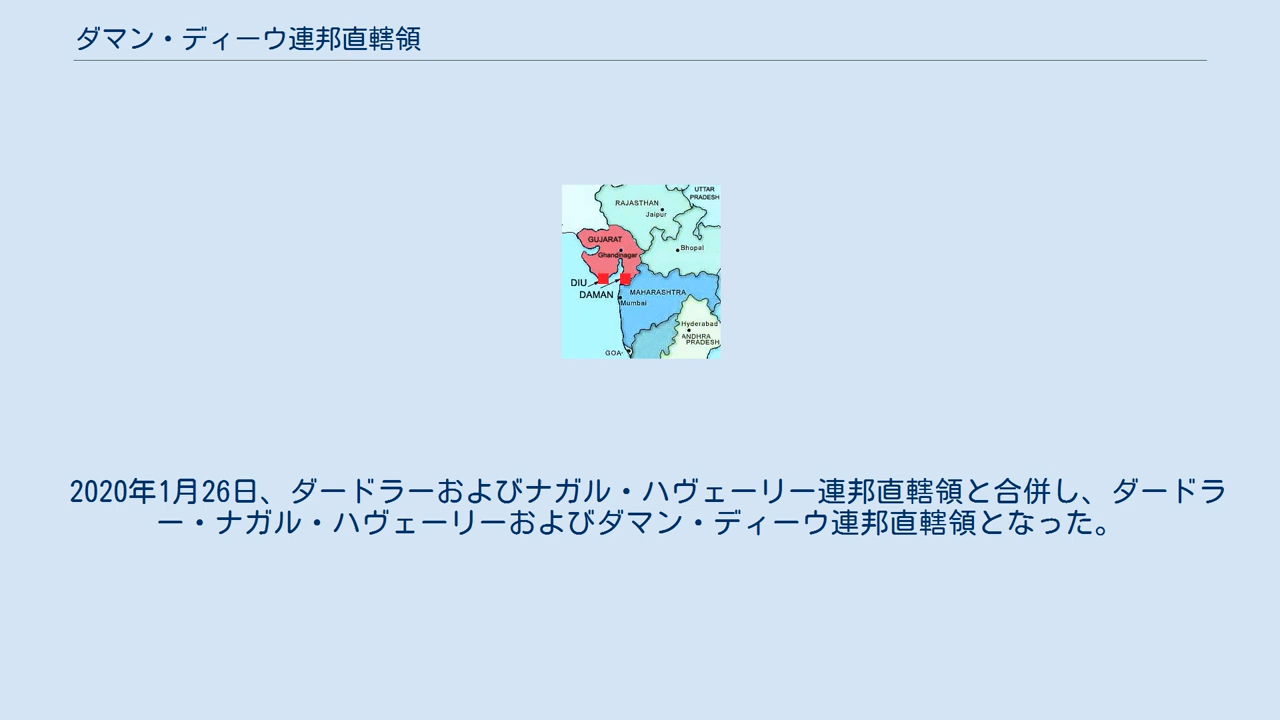 ダマン・ディーウ連邦直轄領
UTTAR
PRADESH
RAJASTHAN
Jaipur
GUJARAT
Bhopal
Ghandinagar
DIU
DAMAN
MAHARASHTRA
Mumbai
Hyderabad
ANDHRA
PRADESH
GOA
2020年1月26日、ダードラーおよびナガル・ハヴェーリー連邦直轄領と合併し、ダードラ
ー・ナガル・ハヴェーリーおよびダマン・ディーウ連邦直轄領となった。